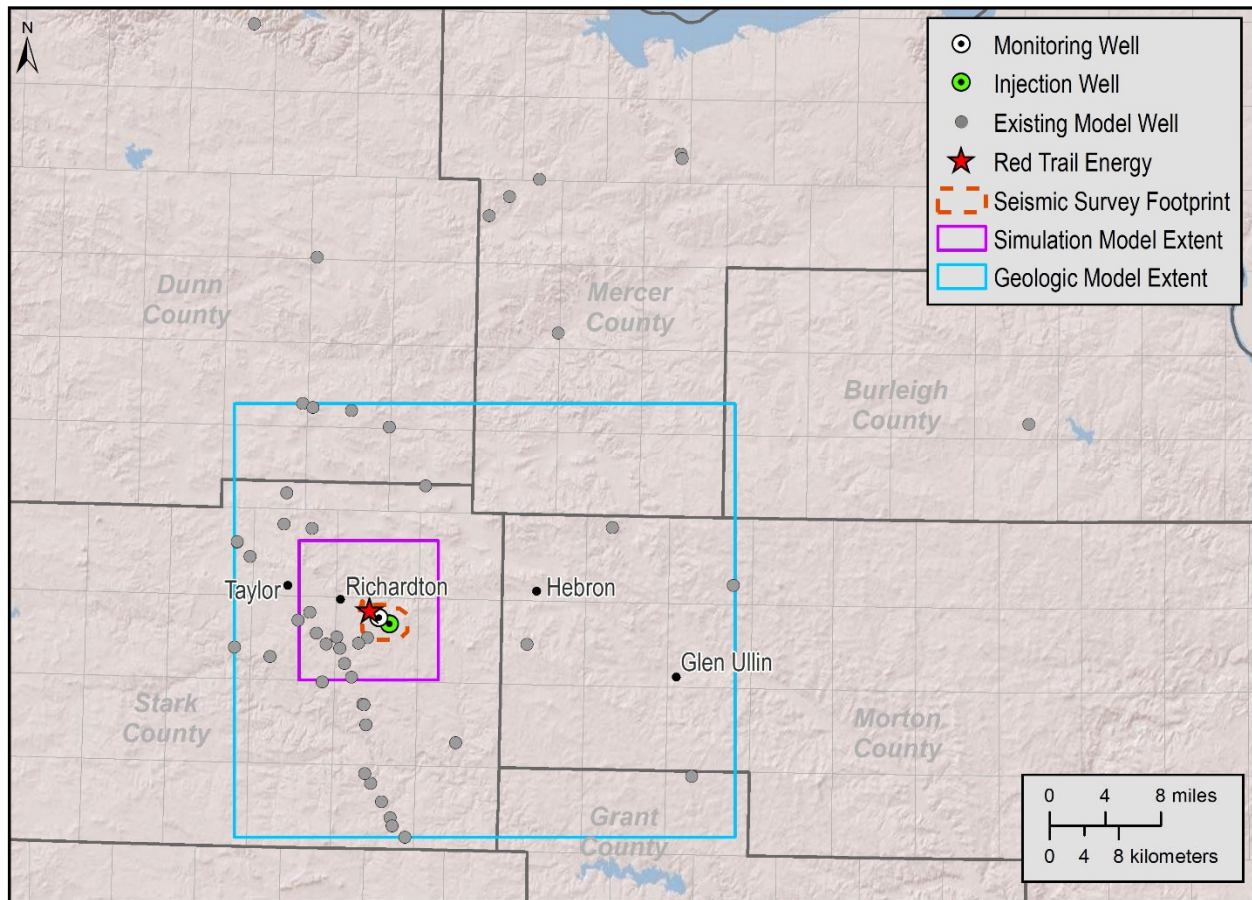 N
Monitoring Well
Injection Well
Existing Model Well
Red Trail Energy
Seismic Survey Footprint
Simulation Model Extent
Geologic Model Extent
Dunn
County
Mercer
County
Burleigh
County
Taylor
Richardton
Hebron
Glen Ullin
Stark
County
Morton
County
Grant
County
0 4 8 miles
0 4 8 kilometers